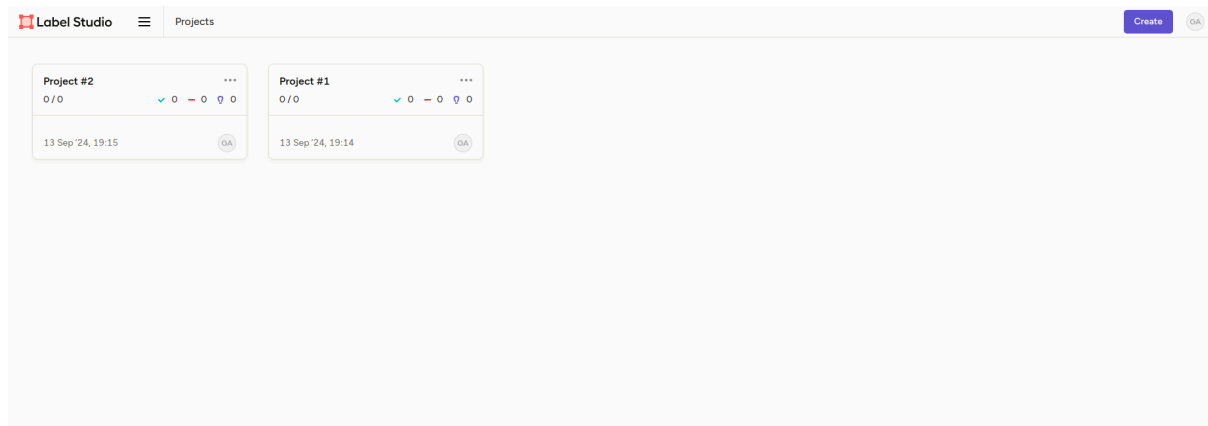 Label Studio
Projects
Create
GA
Project #2
...
0/0
0
0
0
13 Sep '24, 19:15
GA
Project #1
...
0/0
0
0
0
13 Sep '24, 19:14
GA